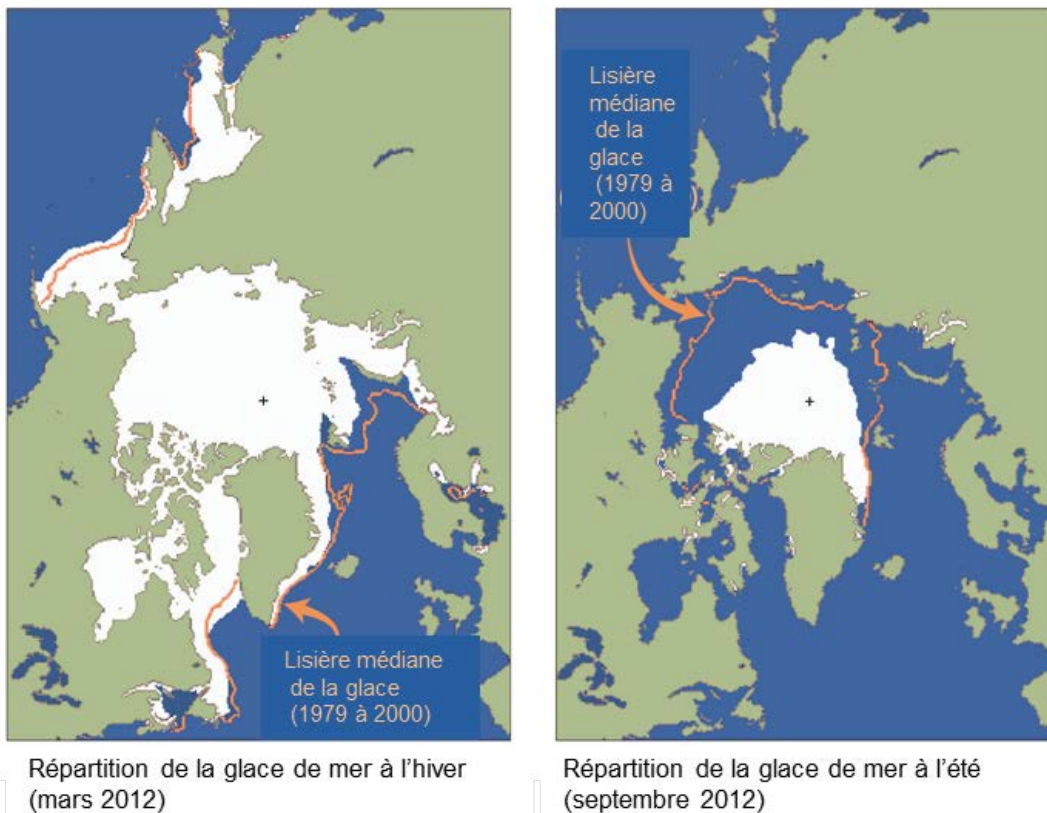 Lisière médiane
de la glace
(1979 à 2000)
Répartition de la glace de mer à l'hiver
(mars 2012)
Lisière
médiane
de la
glace
(1979 à
2000)
Répartition de la glace de mer à l'été
(septembre 2012)